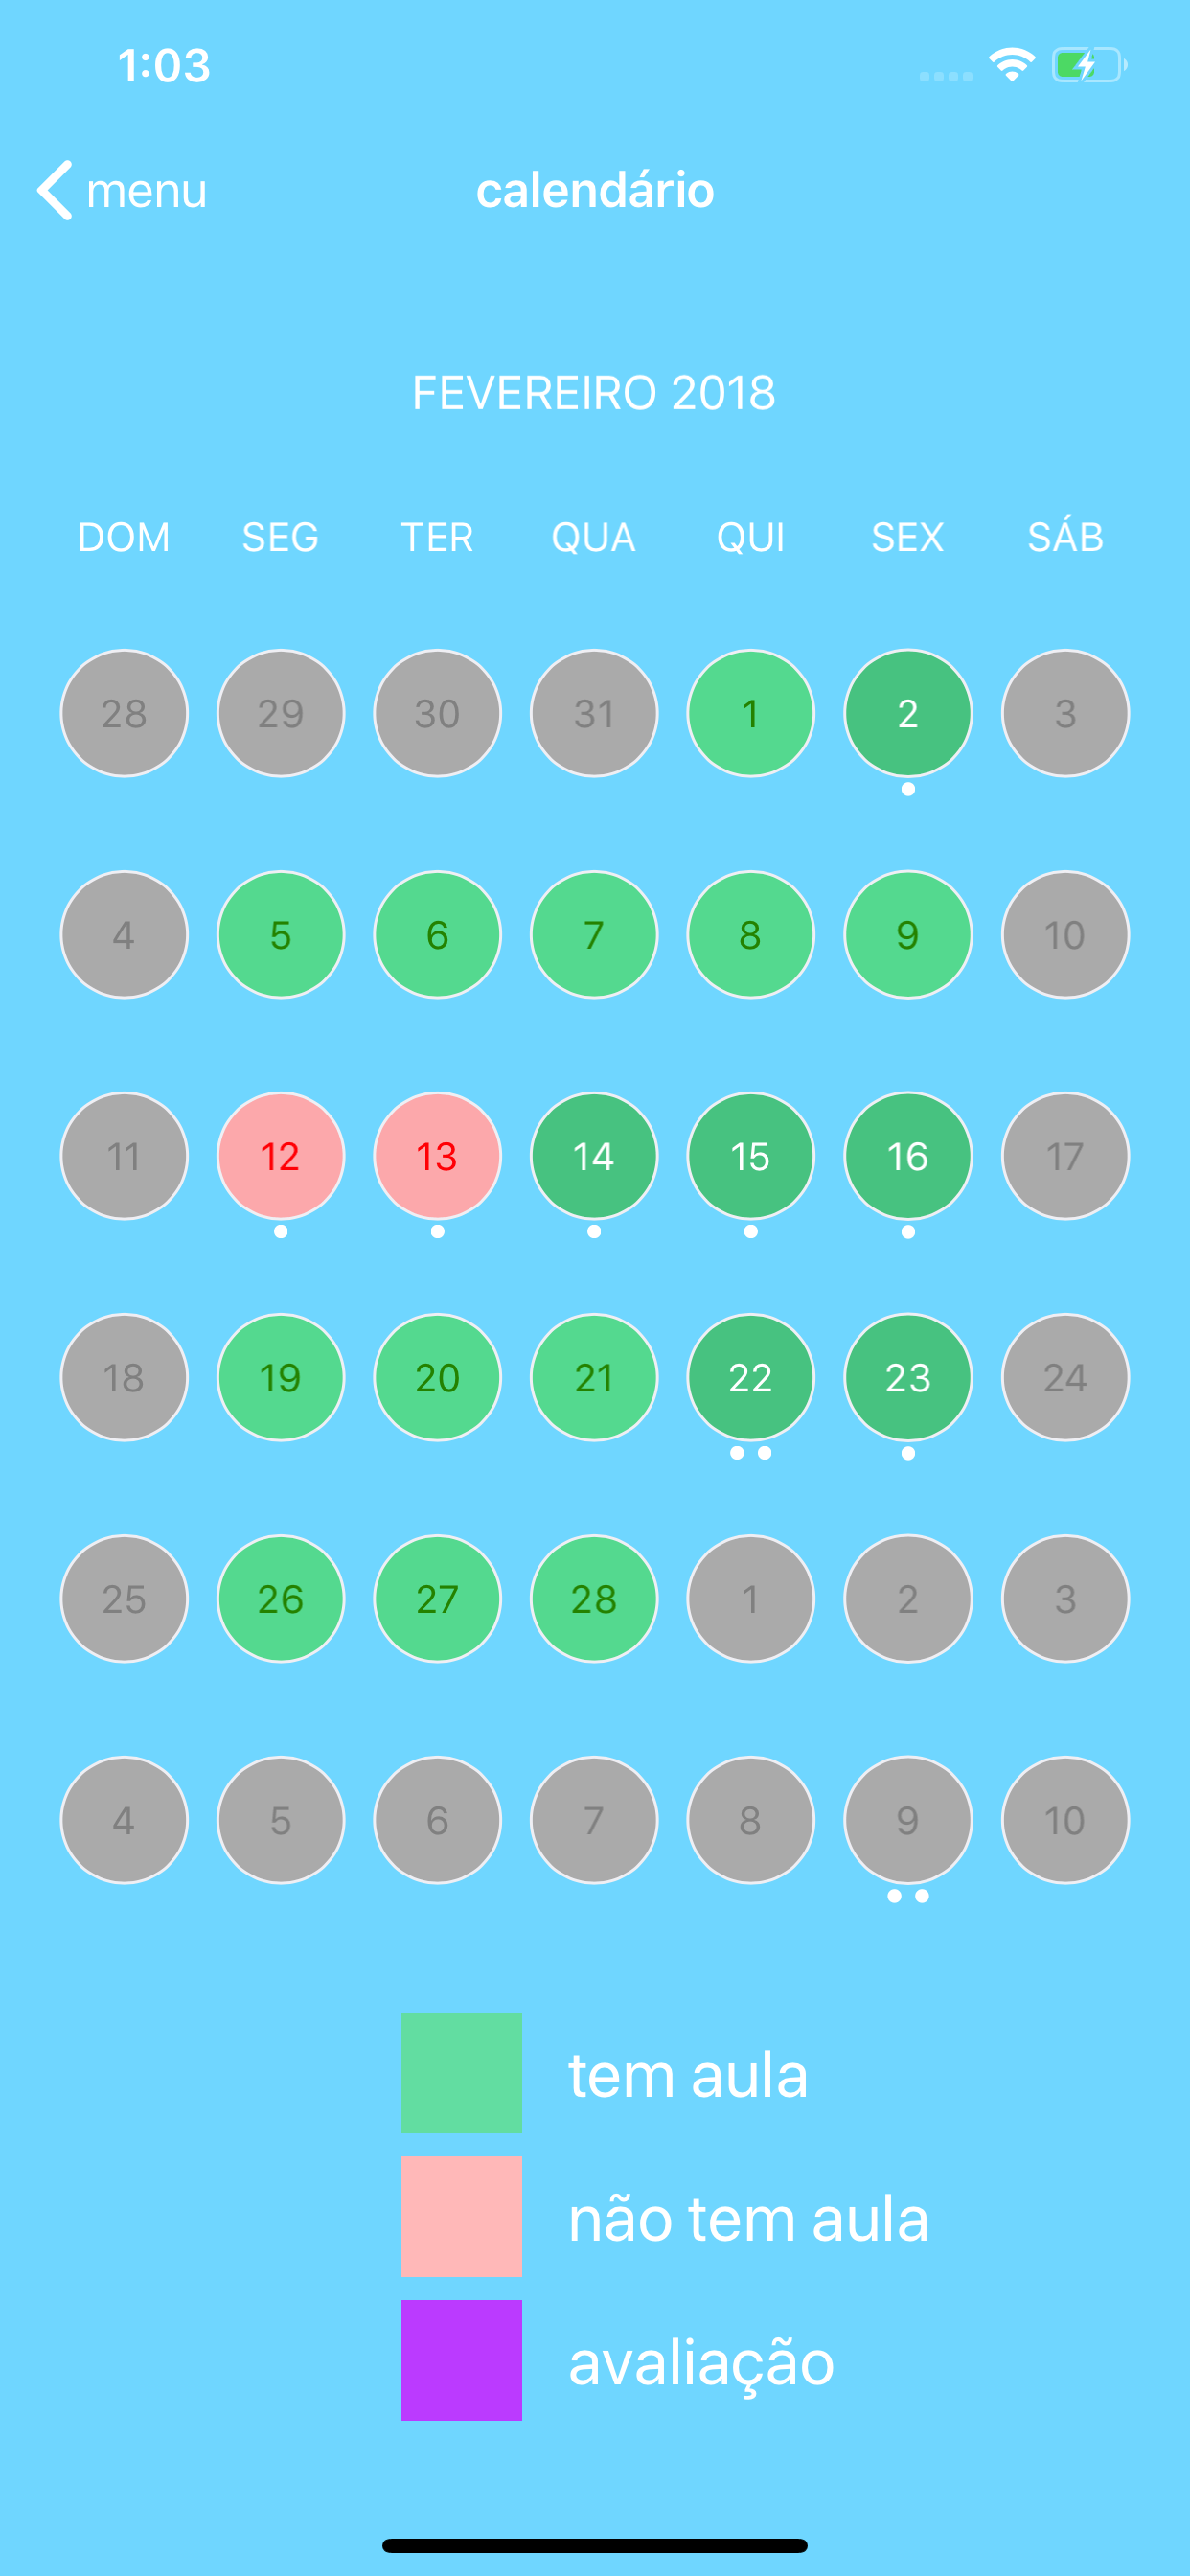 1:03
menu calendário
FEVEREIRO 2018
DOM SEG TER QUA QUI SEX SÁB
28 29 30 31 1 2 3
4 5 6 7 8 9 10
11 12 13 14 15 16 17
18 19 20 21 22 23 24
25 26 27 28 1 2 3
4 5 6 7 8 9 10
tem aula
não tem aula
avaliação